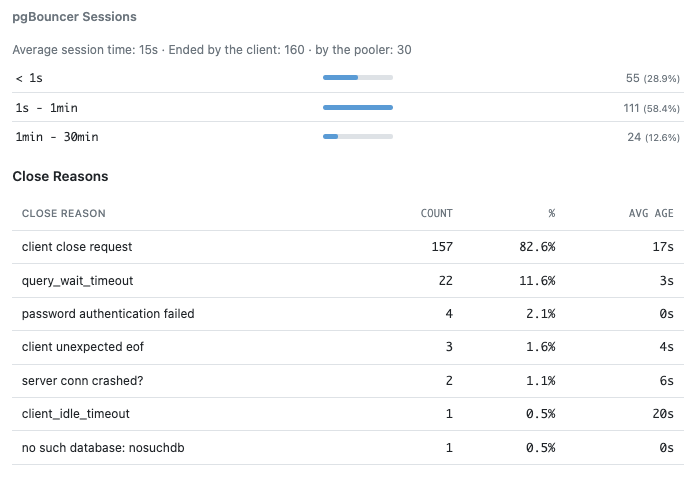 pgBouncer Sessions
Average session time: 15s · Ended by the client: 160 · by the pooler: 30
< 1s 55 (28.9%)
1s - 1min 111 (58.4%)
1min - 30min 24 (12.6%)
Close Reasons
CLOSE REASON COUNT % AVG AGE
client close request 157 82.6% 17s
query_wait_timeout 22 11.6% 3s
password authentication failed 4 2.1% 0s
client unexpected eof 3 1.6% 4s
server conn crashed? 2 1.1% 6s
client_idle_timeout 1 0.5% 20s
no such database: nosuchdb 1 0.5% 0s